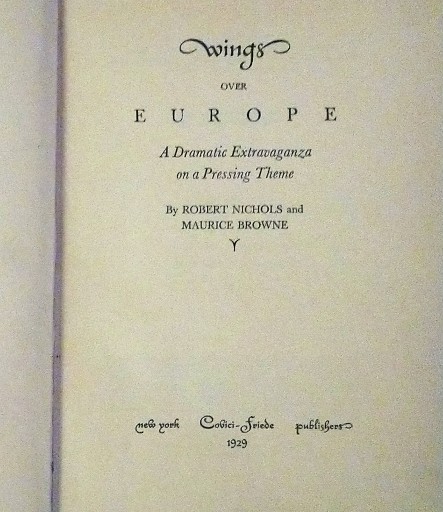 Wings
OVER
EUROPE
A Dramatic Extravaganza
on a Pressing Theme
By ROBERT NICHOLS and
MAURICE BROWNE
new york Covici-Friede publishers
1929